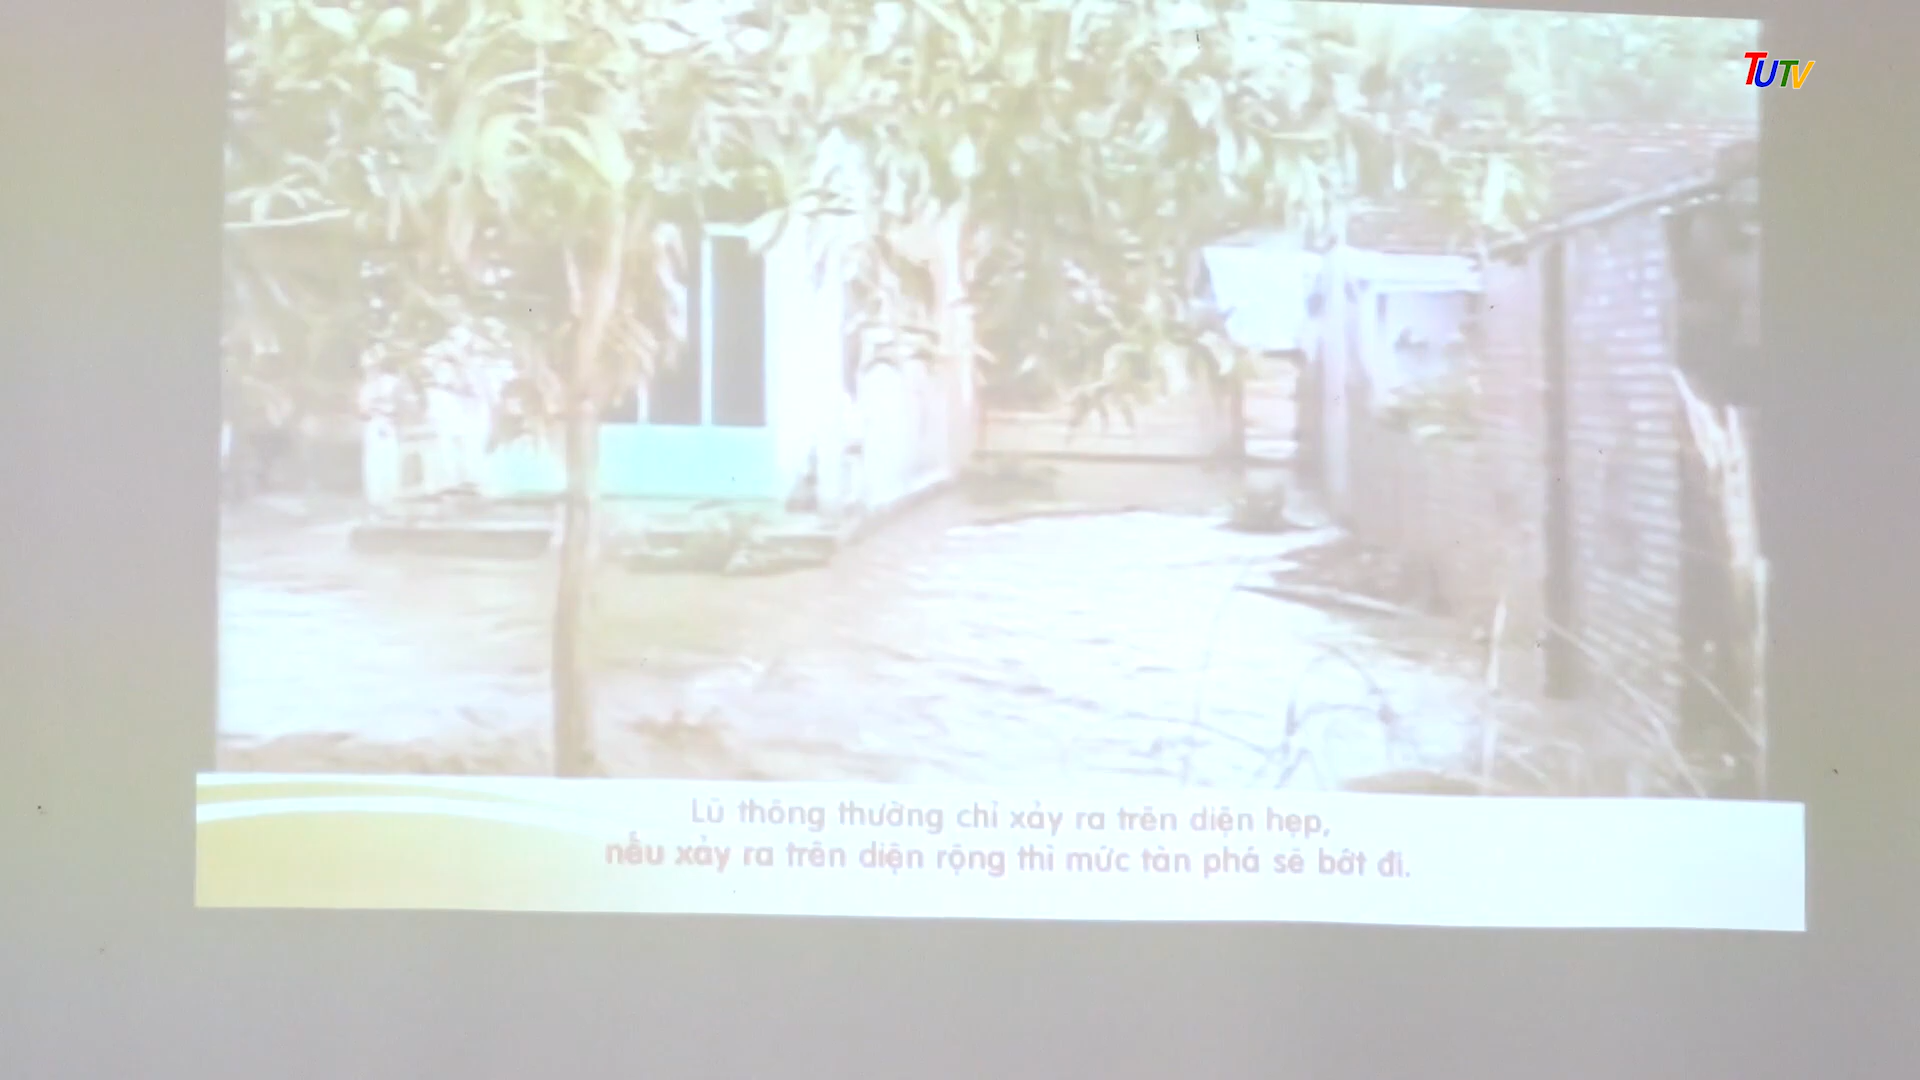 TUTV
Lũ thông thường chỉ xảy ra trên diện hẹp,
nếu xảy ra trên diện rộng thì mức tàn phá sẽ bớt đi.